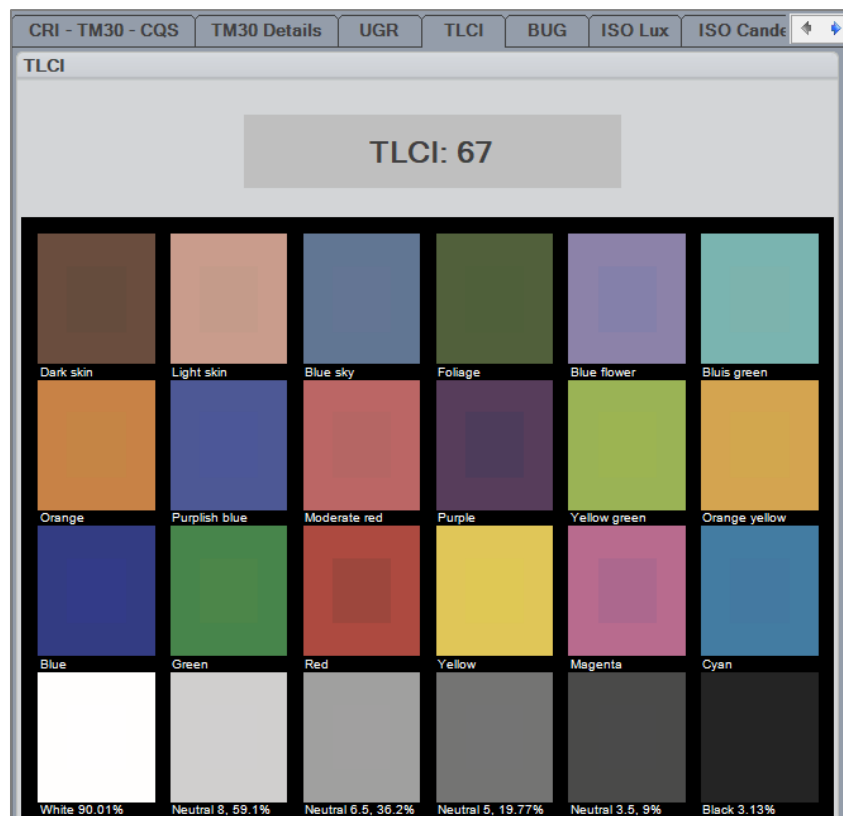 CRI - TM30 - CQS TM30 Details UGR TLCI BUG ISO Lux ISO Cande
TLCI
TLCI: 67
Dark skin Light skin Blue sky Foliage Blue flower Bluis green
Orange Purplish blue Moderate red Purple Yellow green Orange yellow
Blue Green Red Yellow Magenta Cyan
White 90.01% Neutral 8, 59.1% Neutral 6.5, 36.2% Neutral 5, 19.77% Neutral 3.5, 9% Black 3.13%